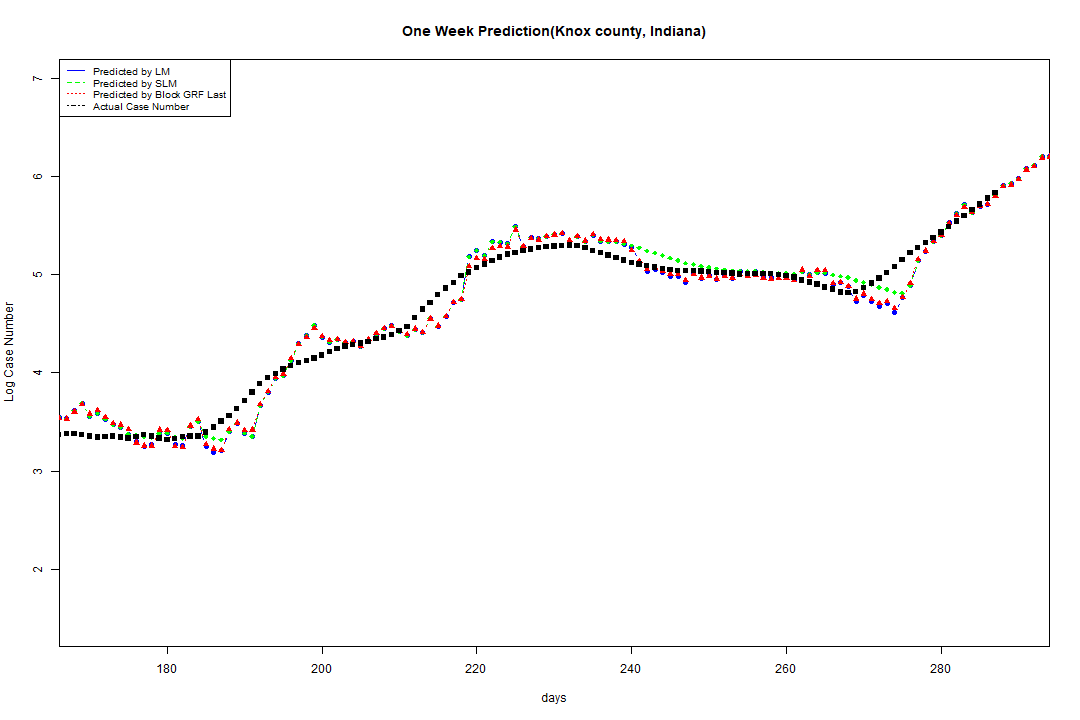 One Week Prediction(Knox county, Indiana)
Predicted by LM
Predicted by SLM
Predicted by Block GRF Last
Actual Case Number
7
6
5
4
3
2
Log Case Number
180 200 220 240 260 280
days